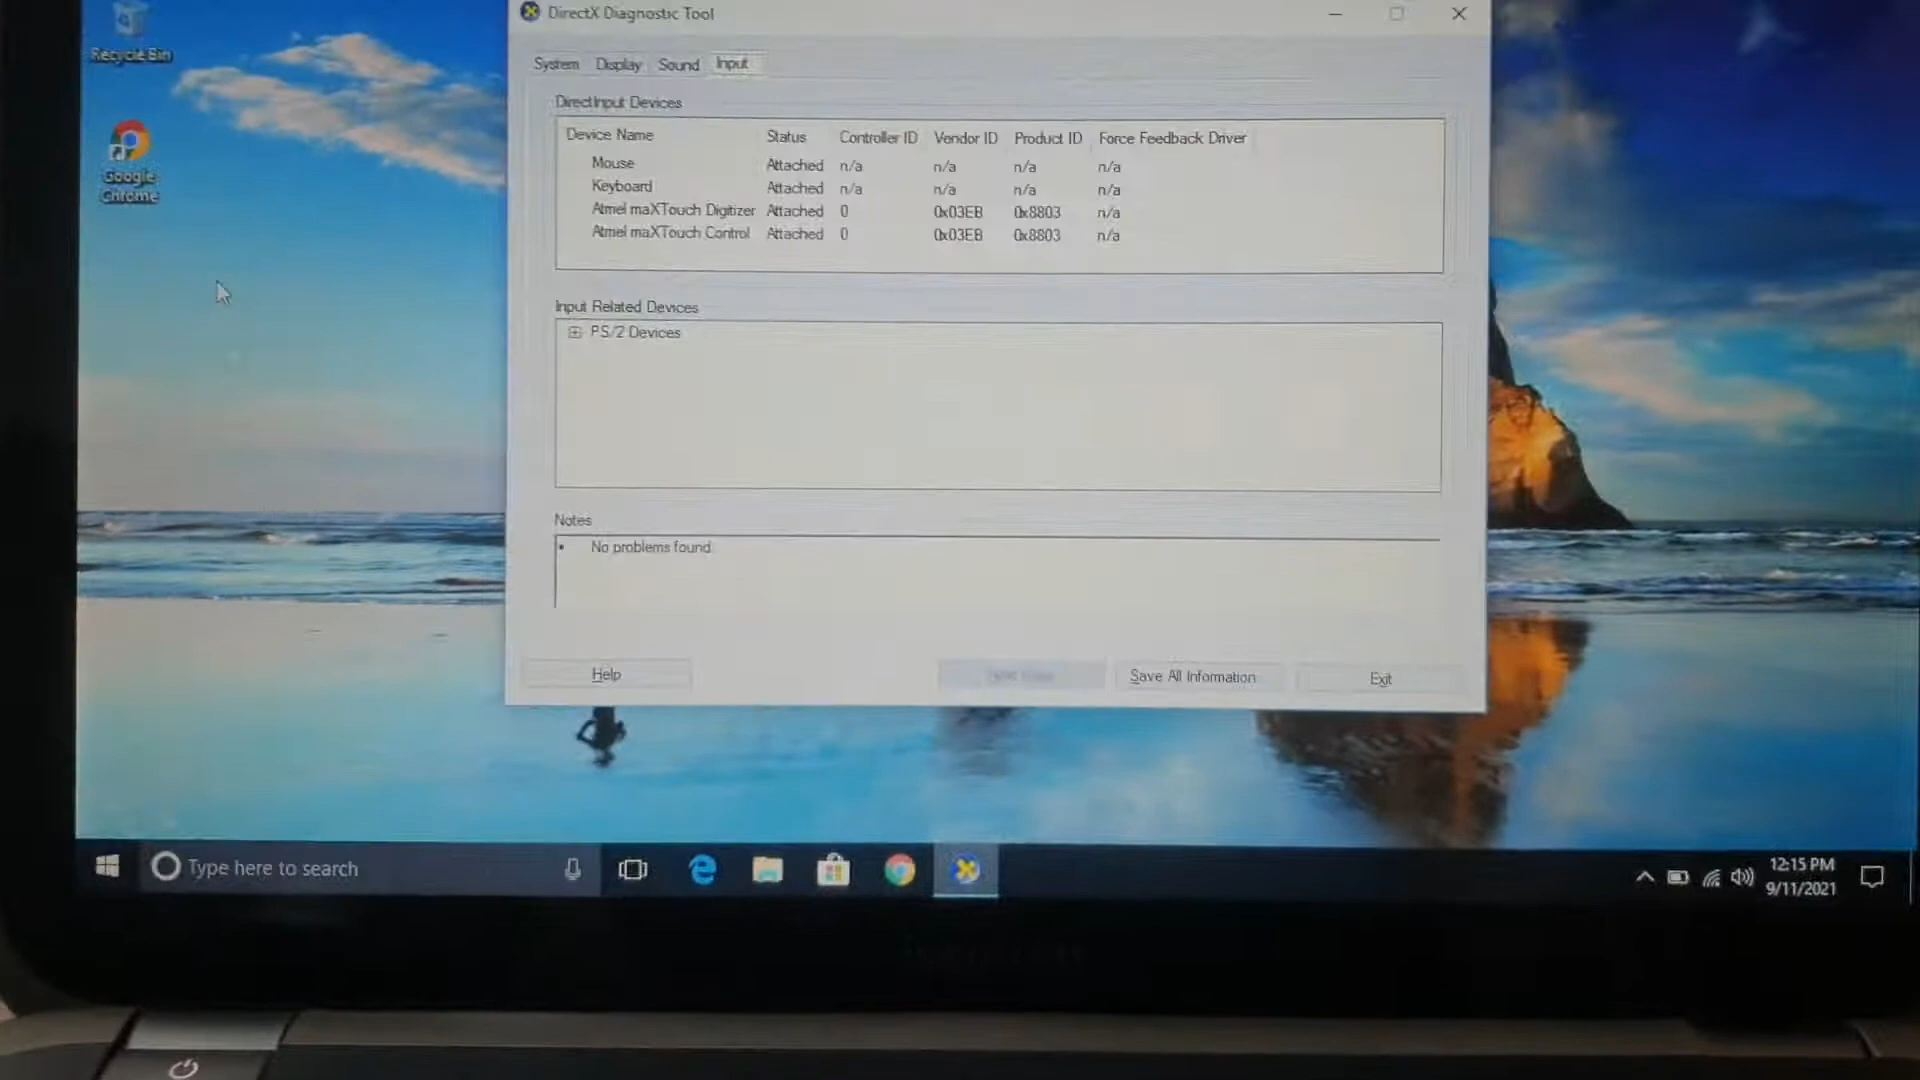 Recycle Bin
Google
Chrome
DirectX Diagnostic Tool
System Display Sound Input
DirectInput Devices
Device Name Status Controller ID Vendor ID Product ID Force Feedback Driver
Mouse Attached n/a n/a n/a n/a
Keyboard Attached n/a n/a n/a n/a
Atmel maXTouch Digitizer Attached 0 0x03EB 0x8803 n/a
Atmel maXTouch Control Attached 0 0x03EB 0x8803 n/a
Input Related Devices
PS/2 Devices
Notes
• No problems found.
Help Save All Information Exit
Type here to search
12:15 PM
9/11/2021